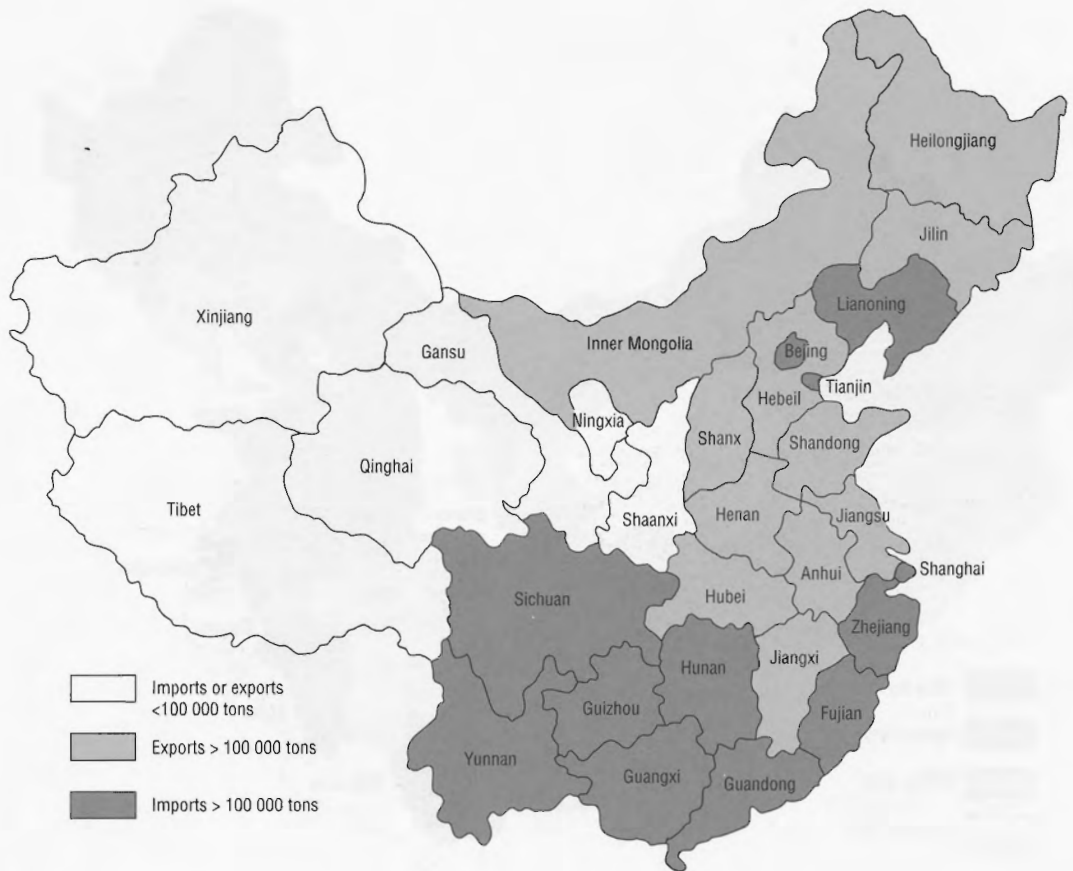 Heilongjiang
Jilin
Lianoning
Xinjiang
Gansu
Inner Mongolia
Bejing
Tianjin
Hebeil
Ningxia
Shanx
Shandong
Qinghai
Tibet
Shaanxi
Henan
Jiangsu
Shanghai
Anhui
Sichuan
Hubei
Zhejiang
Jiangxi
Hunan
Guizhou
Fujian
Yunnan
Guangxi
Guandong
Imports or exports
<100 000 tons
Exports > 100 000 tons
Imports > 100 000 tons